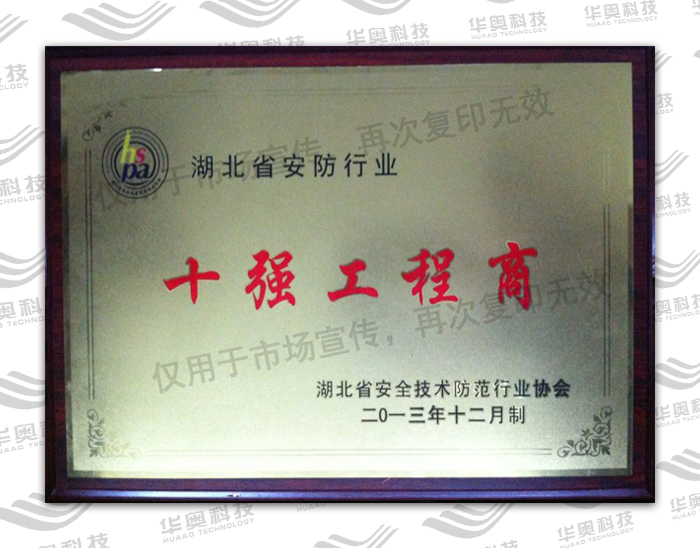 hs
pa
湖北省安防行业
十强工程商
湖北省安全技术防范行业协会
二0一三年十二月制
仅用于市场宣传，再次复印无效
仅用于市场宣传，再次复印无效
华奥科技
HUAAO TECHNOLOGY